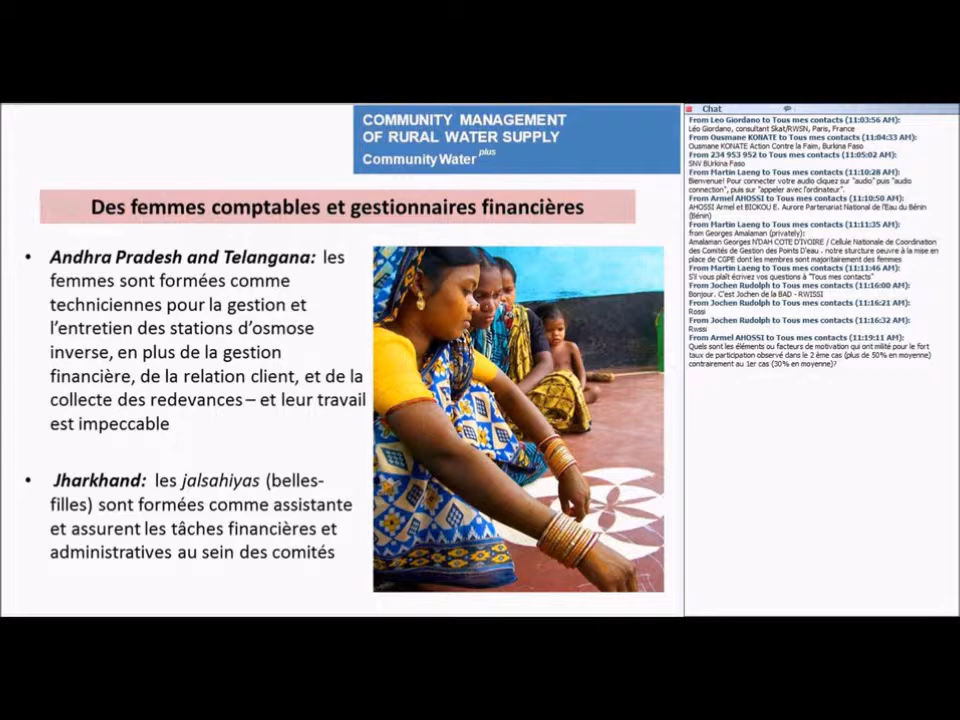 COMMUNITY MANAGEMENT
OF RURAL WATER SUPPLY
Community Water plus
Des femmes comptables et gestionnaires financières
• Andhra Pradesh and Telangana: les
femmes sont formées comme
techniciennes pour la gestion et
l'entretien des stations d'osmose
inverse, en plus de la gestion
financière, de la relation client, et de la
collecte des redevances – et leur travail
est impeccable
• Jharkhand: les jalsahiyas (belles-
filles) sont formées comme assistante
et assurent les tâches financières et
administratives au sein des comités
Chat
From Leo Giordano to Tous mes contacts (11:03:56 AM):
Léo Giordano, consultant Skat/RWSN, Paris, France
From Ousmane KONATE to Tous mes contacts (11:04:33 AM):
Ousmane KONATE Action Contre la Faim, Burkina Faso
From 234 953 952 to Tous mes contacts (11:05:02 AM):
SNV BUrkina Faso
From Martin Laeng to Tous mes contacts (11:10:28 AM):
Bienvenue! Pour connecter votre audio cliquez sur "audio" puis "audio
connection", puis sur "appeler avec l'ordinateur".
From Armel AHOSSI to Tous mes contacts (11:10:50 AM):
AHOSSI Armel et BIOKOU E. Aurore Partenariat National de l'Eau du Bénin
(Bénin)
From Martin Laeng to Tous mes contacts (11:11:35 AM):
from Georges Amalaman (privately):
Amalaman Georges N'DAH COTE D'IVOIRE / Cellule Nationale de Coordination
des Comités de Gestion des Points D'eau . notre sturcture oeuvre à la mise en
place de CGPE dont les membres sont majoritairement des femmes
From Martin Laeng to Tous mes contacts (11:11:46 AM):
S'il vous plaît écrivez vos questions à "Tous mes contacts"
From Jochen Rudolph to Tous mes contacts (11:16:00 AM):
Bonjour. C'est Jochen de la BAD - RWISSI
From Jochen Rudolph to Tous mes contacts (11:16:21 AM):
Rossi
From Jochen Rudolph to Tous mes contacts (11:16:32 AM):
Rwssi
From Armel AHOSSI to Tous mes contacts (11:19:11 AM):
Quels sont les éléments ou facteurs de motivation qui ont milité pour le fort
taux de participation observé dans le 2 ème cas (plus de 50% en moyenne)
contrairement au 1er cas (30% en moyenne)?